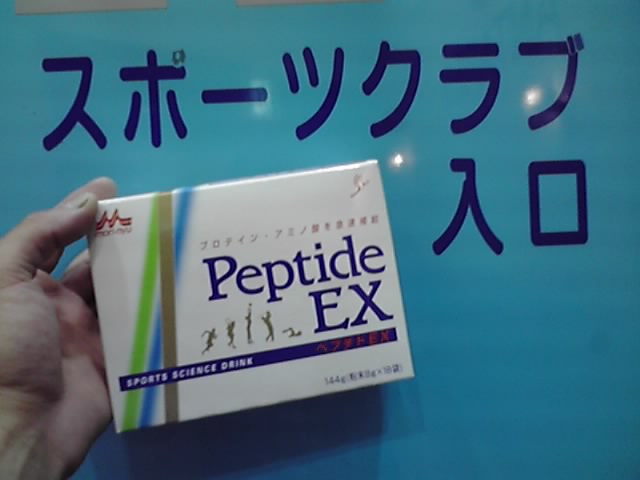 スポーツクラブ
入口
プロテイン・アミノ酸を急速補給
Peptide
EX
ペプチドEX
SPORTS SCIENCE DRINK
144g(粉末8g×18袋)